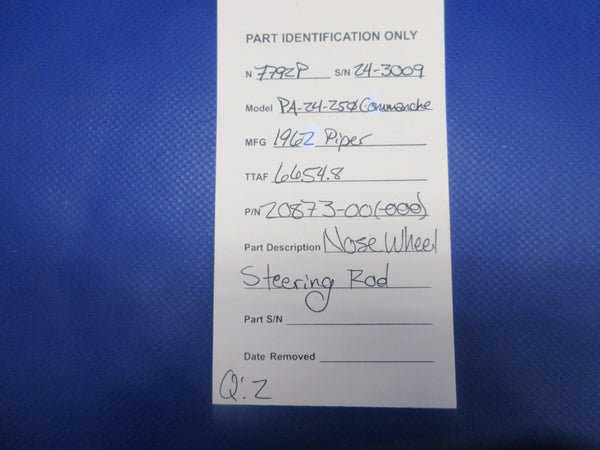 PART IDENTIFICATION ONLY
N 7792P S/N 24-3009
Model PA-24-250 Commanche
MFG 1962 Piper
TTAF 6654.8
P/N 20873-00(-000)
Part Description Nose Wheel
Steering Rod
Part S/N
Date Removed
Q: 2